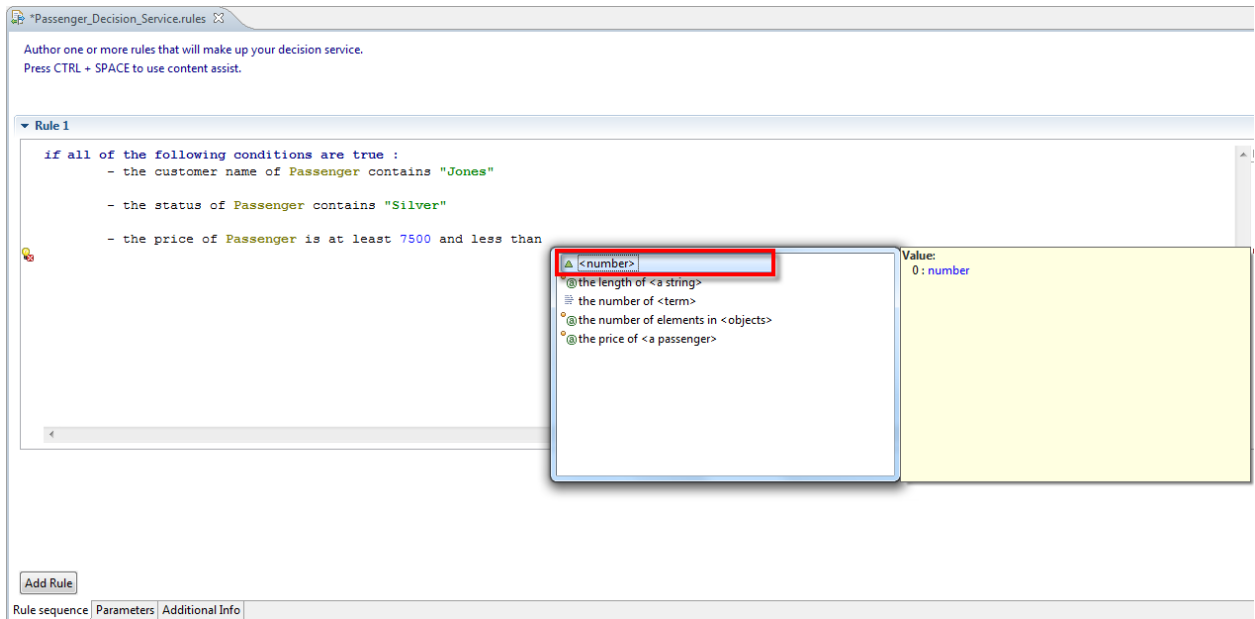 *Passenger_Decision_Service.rules
Author one or more rules that will make up your decision service.
Press CTRL + SPACE to use content assist.
Rule 1
if all of the following conditions are true :
- the customer name of Passenger contains "Jones"
- the status of Passenger contains "Silver"
- the price of Passenger is at least 7500 and less than
<number>
the length of <a string>
the number of <term>
the number of elements in <objects>
the price of <a passenger>
Value:
0 : number
Add Rule
Rule sequence Parameters Additional Info